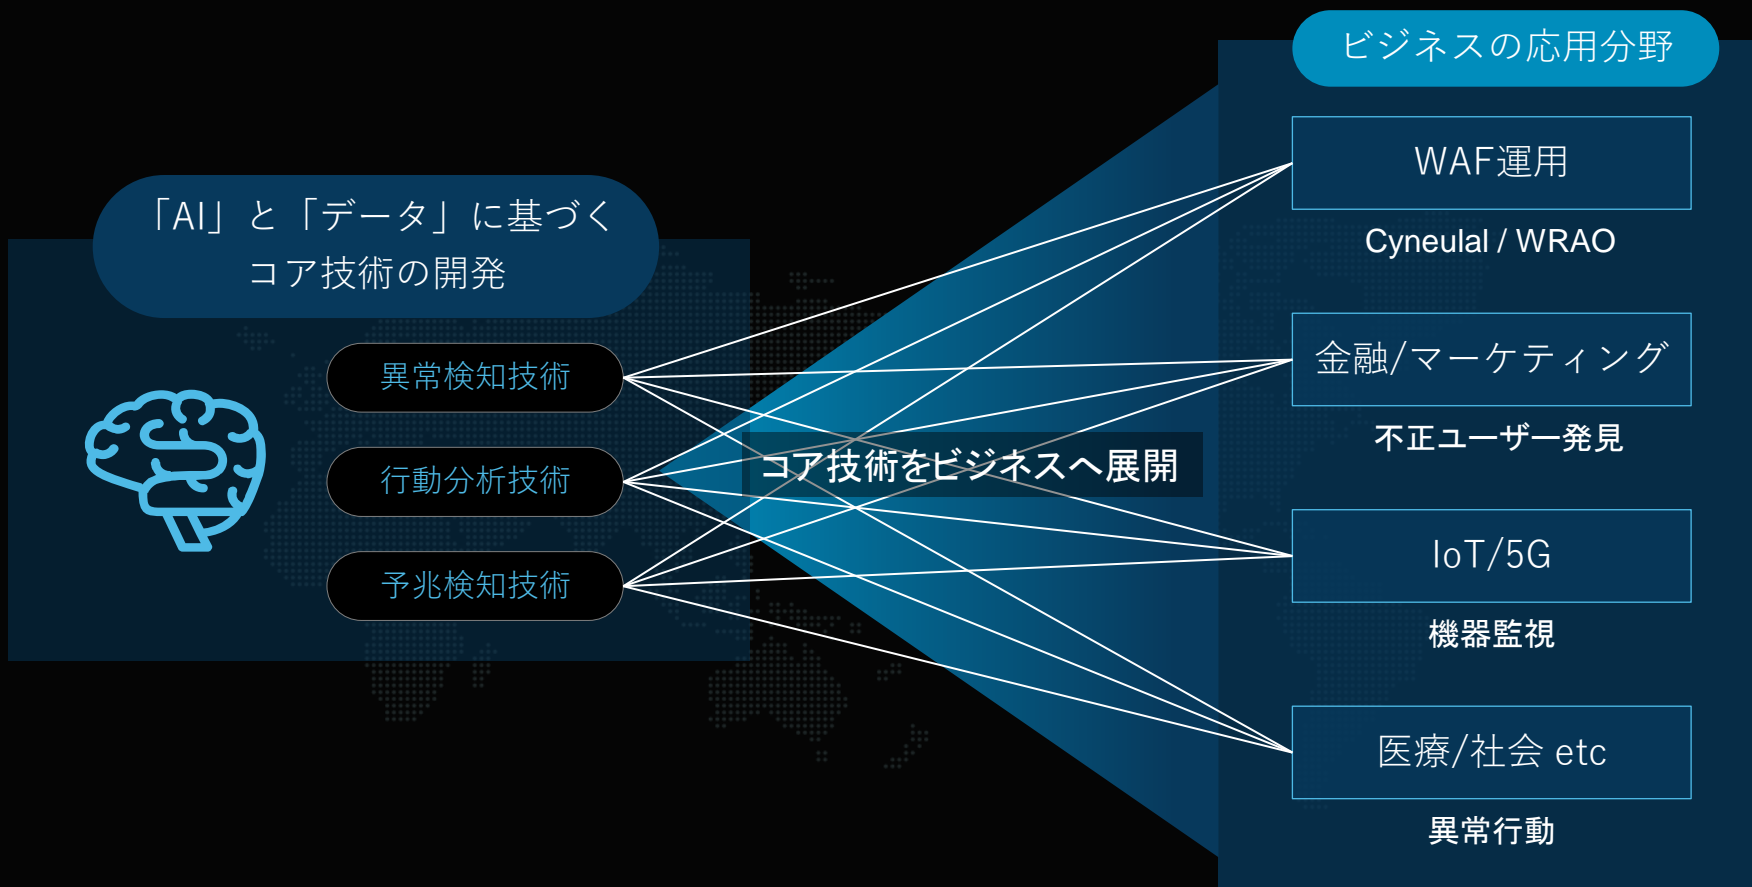 「AI」と「データ」に基づく
コア技術の開発
異常検知技術
行動分析技術
予兆検知技術
コア技術をビジネスへ展開
ビジネスの応用分野
WAF運用
Cyneulal / WRAO
金融/マーケティング
不正ユーザー発見
IoT/5G
機器監視
医療/社会 etc
異常行動